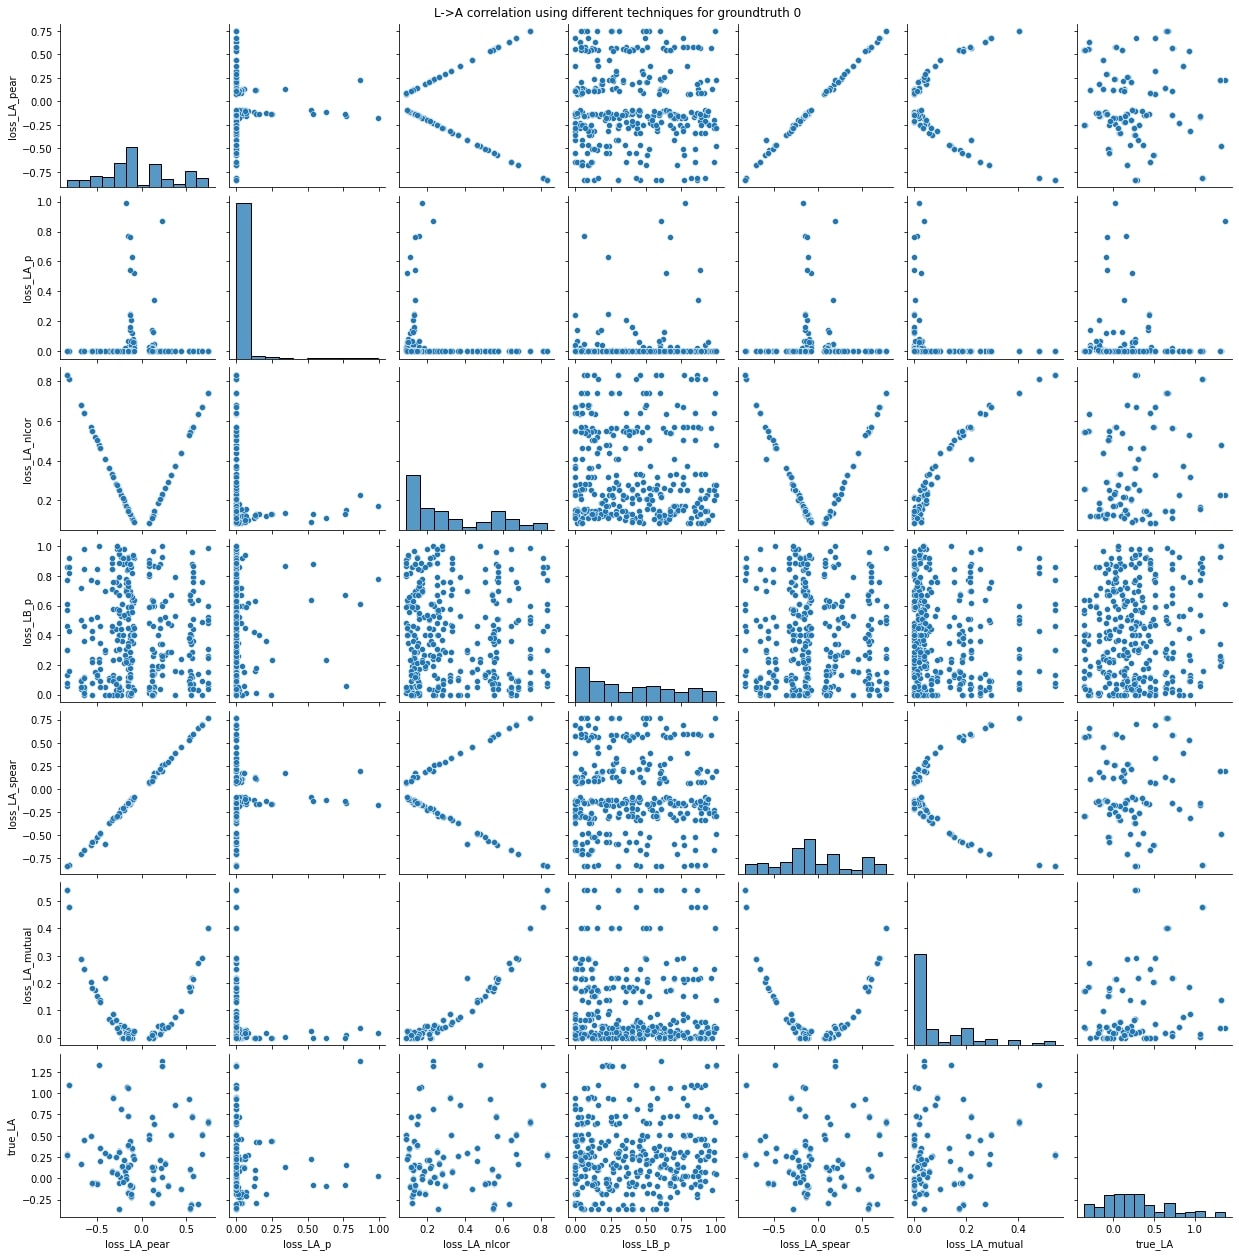 L->A correlation using different techniques for groundtruth 0
loss_LA_pear
0.75
0.50
0.25
0.00
−0.25
−0.50
−0.75
loss_LA_p
1.0
0.8
0.6
0.4
0.2
0.0
loss_LA_nlcor
0.8
0.6
0.4
0.2
loss_LB_p
1.0
0.8
0.6
0.4
0.2
0.0
loss_LA_spear
0.75
0.50
0.25
0.00
−0.25
−0.50
−0.75
loss_LA_mutual
0.5
0.4
0.3
0.2
0.1
0.0
true_LA
1.25
1.00
0.75
0.50
0.25
0.00
−0.25
−0.5 0.0 0.5
0.00 0.25 0.50 0.75 1.00
0.2 0.4 0.6 0.8
0.00 0.25 0.50 0.75 1.00
−0.5 0.0 0.5
0.0 0.2 0.4
0.0 0.5 1.0
loss_LA_pear loss_LA_p loss_LA_nlcor loss_LB_p loss_LA_spear loss_LA_mutual true_LA